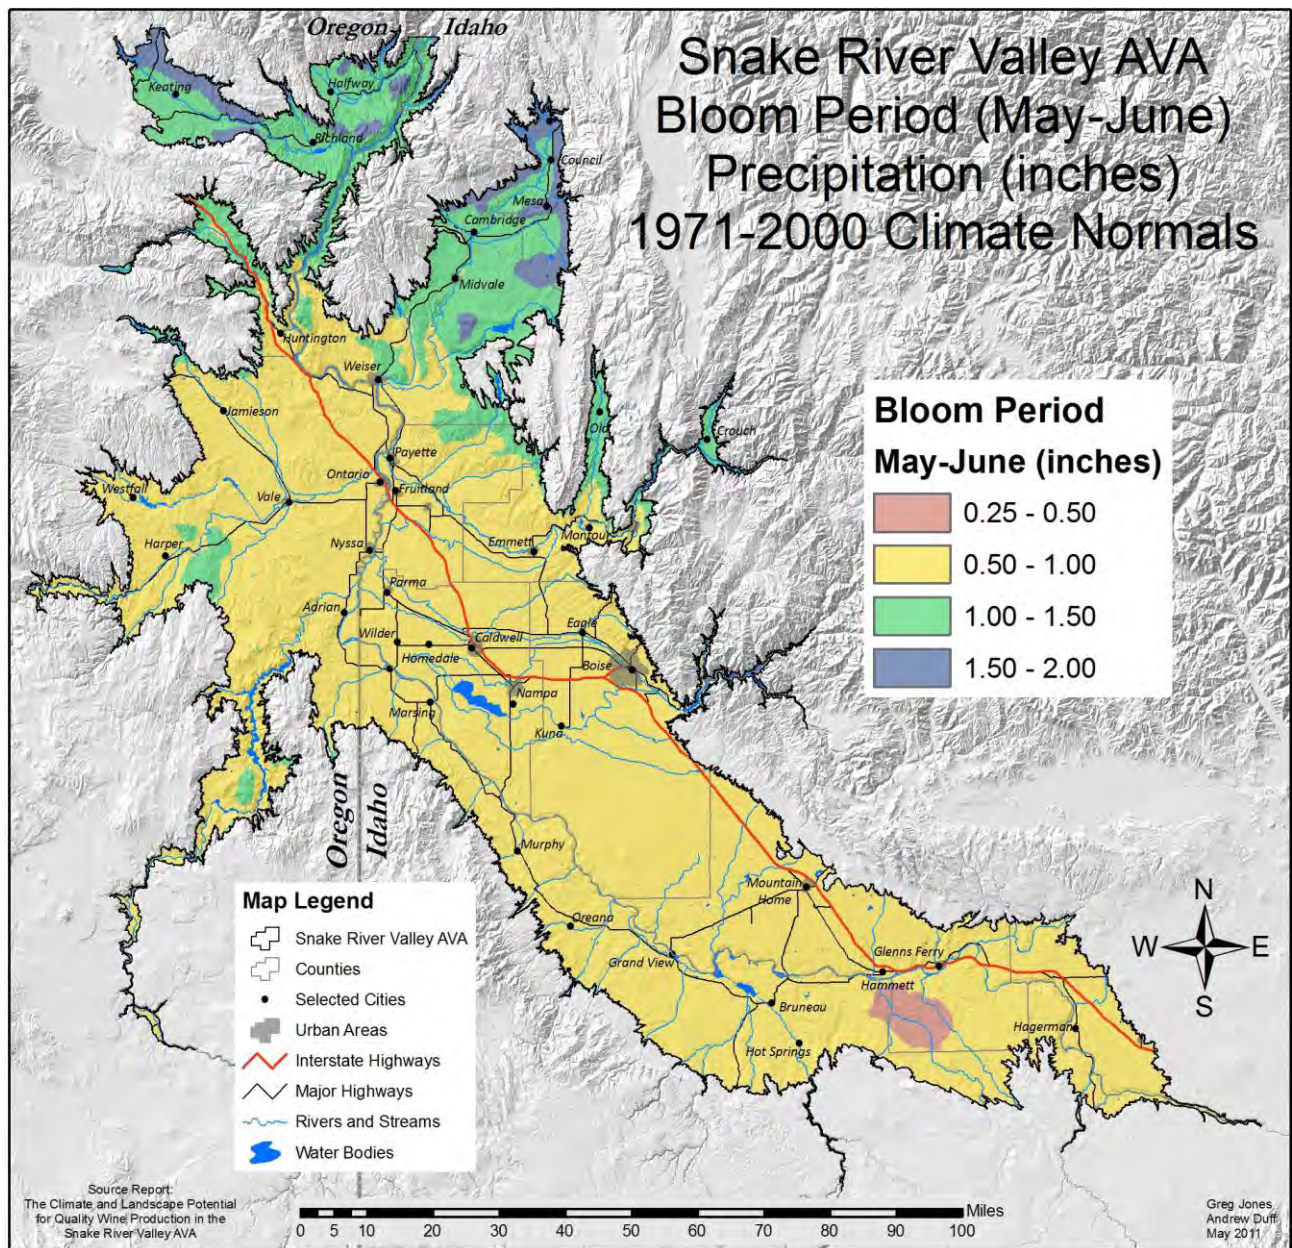 Oregon
Idaho
Snake River Valley AVA
Bloom Period (May-June)
Precipitation (inches)
1971-2000 Climate Normals
Keating
Halfway
Richland
Council
Mesa
Cambridge
Midvale
Huntington
Weiser
Jamieson
Ola
Crouch
Payette
Ontario
Fruitland
Westfall
Vale
Harper
Nyssa
Emmett
Montour
Parma
Adrian
Wilder
Homedale
Caldwell
Eagle
Boise
Nampa
Marsing
Kuna
Oregon
Idaho
Murphy
Mountain
Home
Oreana
Grand View
Glenns Ferry
Hammett
Bruneau
Hot Springs
Hagerman
Bloom Period
May-June (inches)
0.25 - 0.50
0.50 - 1.00
1.00 - 1.50
1.50 - 2.00
N
W
E
S
Map Legend
Snake River Valley AVA
Counties
Selected Cities
Urban Areas
Interstate Highways
Major Highways
Rivers and Streams
Water Bodies
Source Report:
The Climate and Landscape Potential
for Quality Wine Production in the
Snake River Valley AVA
Miles
0 5 10 20 30 40 50 60 70 80 90 100
Greg Jones,
Andrew Duff
May 2011